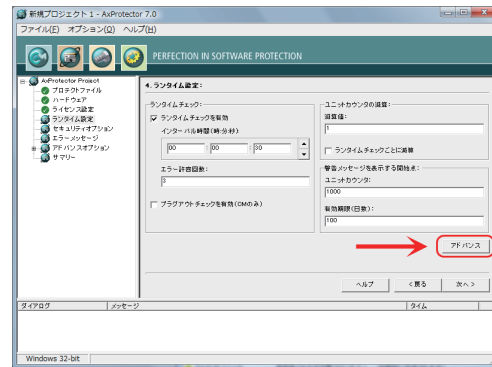 新規プロジェクト 1 - AxProtector 7.0
ファイル(F) オプション(O) ヘルプ(H)
PERFECTION IN SOFTWARE PROTECTION
AxProtector Project
プロテクトファイル
ハードウェア
ライセンス設定
ランタイム設定
セキュリティオプション
エラーメッセージ
アドバンスオプション
サマリー
4. ランタイム設定:
ランタイムチェック:
ランタイムチェックを有効
インターバル時間(時:分:秒):
00 : 00 : 30
エラー許容回数:
3
プラグアウトチェックを有効(CMのみ)
ユニットカウンタの減算:
減算値:
1
ランタイムチェックごとに減算
警告メッセージを表示する開始点:
ユニットカウンタ:
1000
有効期限(日数):
100
アドバンス
ヘルプ
< 戻る
次へ >
ダイアログ
メッセージ
タイム
Windows 32-bit